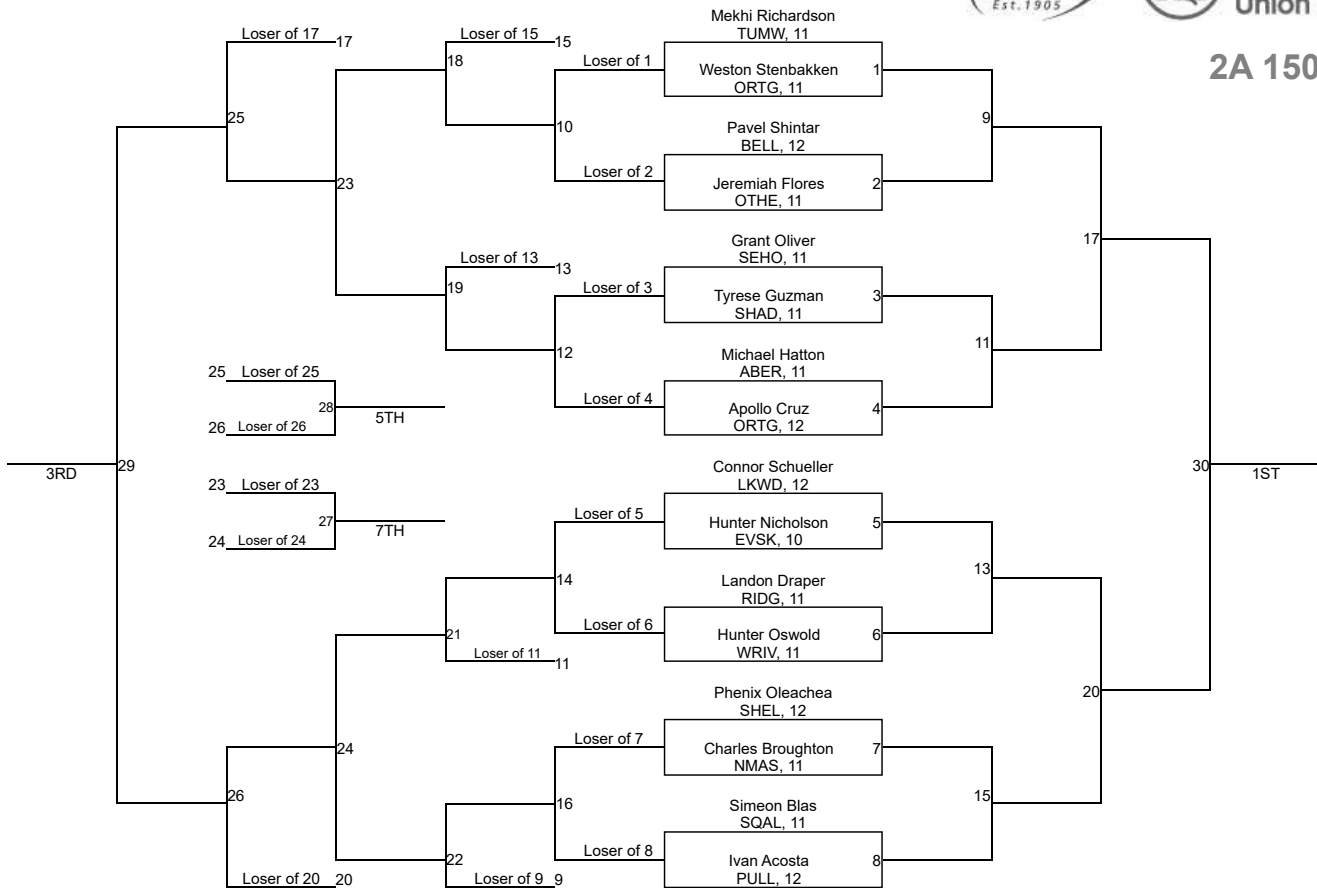 Est. 1905
Union
2A 150
Loser of 17
17
Loser of 15
15
Mekhi Richardson
TUMW, 11
18
Loser of 1
Weston Stenbakken
1
ORTG, 11
25
10
9
Pavel Shintar
BELL, 12
23
Loser of 2
Jeremiah Flores
2
OTHE, 11
Grant Oliver
SEHO, 11
17
Loser of 13
13
19
Loser of 3
Tyrese Guzman
3
SHAD, 11
12
11
Michael Hatton
ABER, 11
25
Loser of 25
28
5TH
26
Loser of 26
Loser of 4
Apollo Cruz
4
ORTG, 12
3RD
29
30
1ST
Connor Schueller
LKWD, 12
23
Loser of 23
27
7TH
24
Loser of 24
Loser of 5
Hunter Nicholson
5
EVSK, 10
14
13
Landon Draper
RIDG, 11
21
Loser of 6
Hunter Oswold
6
WRIV, 11
Loser of 11
11
20
Phenix Oleachea
SHEL, 12
24
Loser of 7
Charles Broughton
7
NMAS, 11
26
16
15
Simeon Blas
SQAL, 11
22
Loser of 8
Ivan Acosta
8
PULL, 12
Loser of 20
20
Loser of 9
9